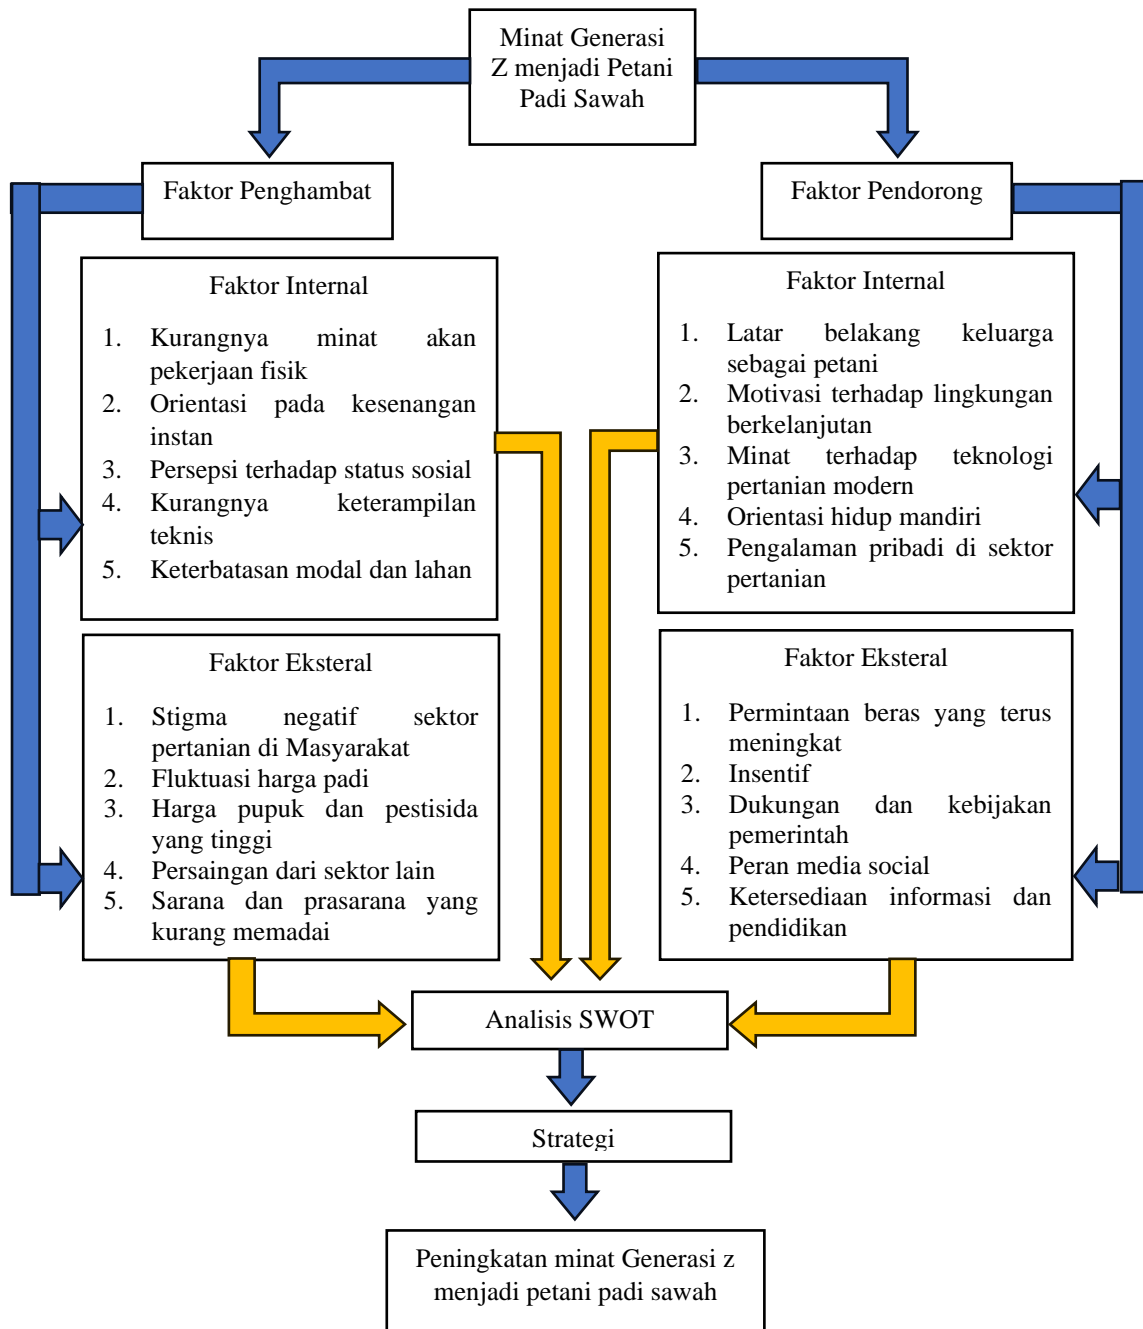 Minat Generasi
Z menjadi Petani
Padi Sawah
Faktor Penghambat
Faktor Pendorong
Faktor Internal
1. Kurangnya minat akan
pekerjaan fisik
2. Orientasi pada kesenangan
instan
3. Persepsi terhadap status sosial
4. Kurangnya keterampilan
teknis
5. Keterbatasan modal dan lahan
Faktor Internal
1. Latar belakang keluarga
sebagai petani
2. Motivasi terhadap lingkungan
berkelanjutan
3. Minat terhadap teknologi
pertanian modern
4. Orientasi hidup mandiri
5. Pengalaman pribadi di sektor
pertanian
Faktor Eksteral
1. Stigma negatif sektor
pertanian di Masyarakat
2. Fluktuasi harga padi
3. Harga pupuk dan pestisida
yang tinggi
4. Persaingan dari sektor lain
5. Sarana dan prasarana yang
kurang memadai
Faktor Eksteral
1. Permintaan beras yang terus
meningkat
2. Insentif
3. Dukungan dan kebijakan
pemerintah
4. Peran media social
5. Ketersediaan informasi dan
pendidikan
Analisis SWOT
Strategi
Peningkatan minat Generasi z
menjadi petani padi sawah